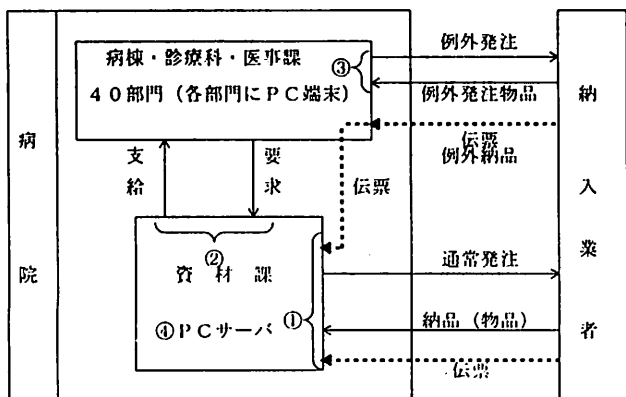 病院
病棟・診療科・医事課
40部門（各部門にPC端末）
③
例外発注
例外発注物品
伝票
例外納品
納入業者
支給
要求
伝票
②
資材課
①
④PCサーバ
通常発注
納品（物品）
伝票